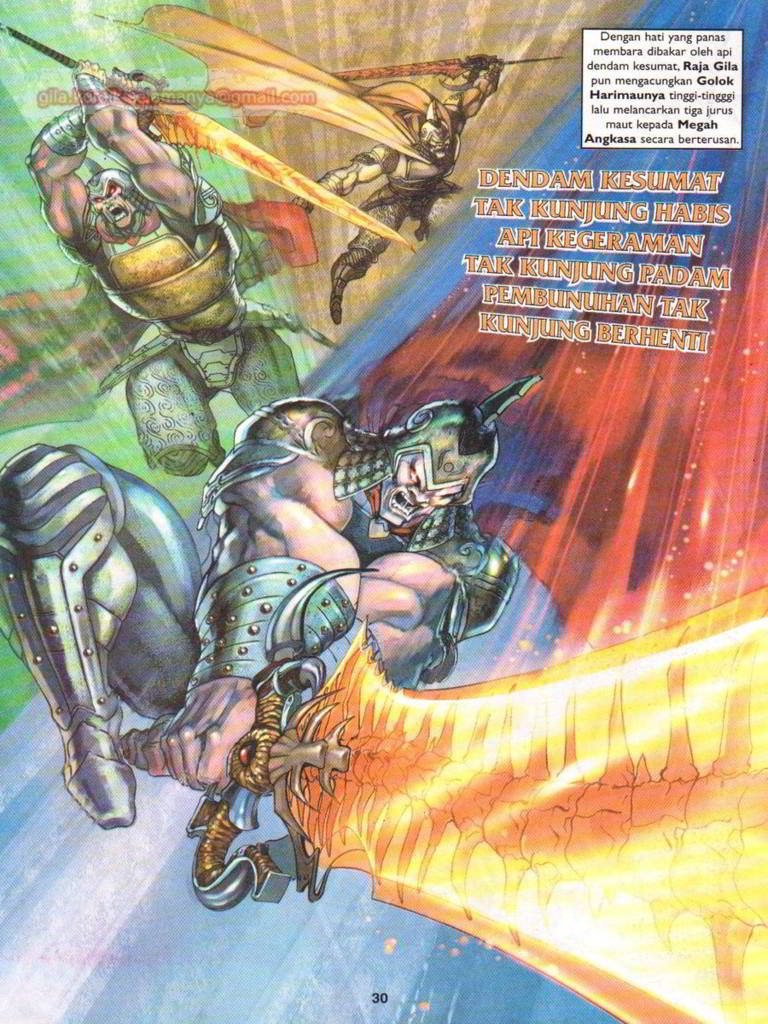 Dengan hati yang panas
membara dibakar oleh api
dendam kesumat, Raja Gila
pun mengacungkan Golok
Harimaunya tinggi-tingggi
lalu melancarkan tiga jurus
maut kepada Megah
Angkasa secara berterusan.
DENDAM KESUMAT
TAK KUNJUNG HABIS
API KEGERAMAN
TAK KUNJUNG PADAM
PEMBUNUHAN TAK
KUNJUNG BERHENTI
30